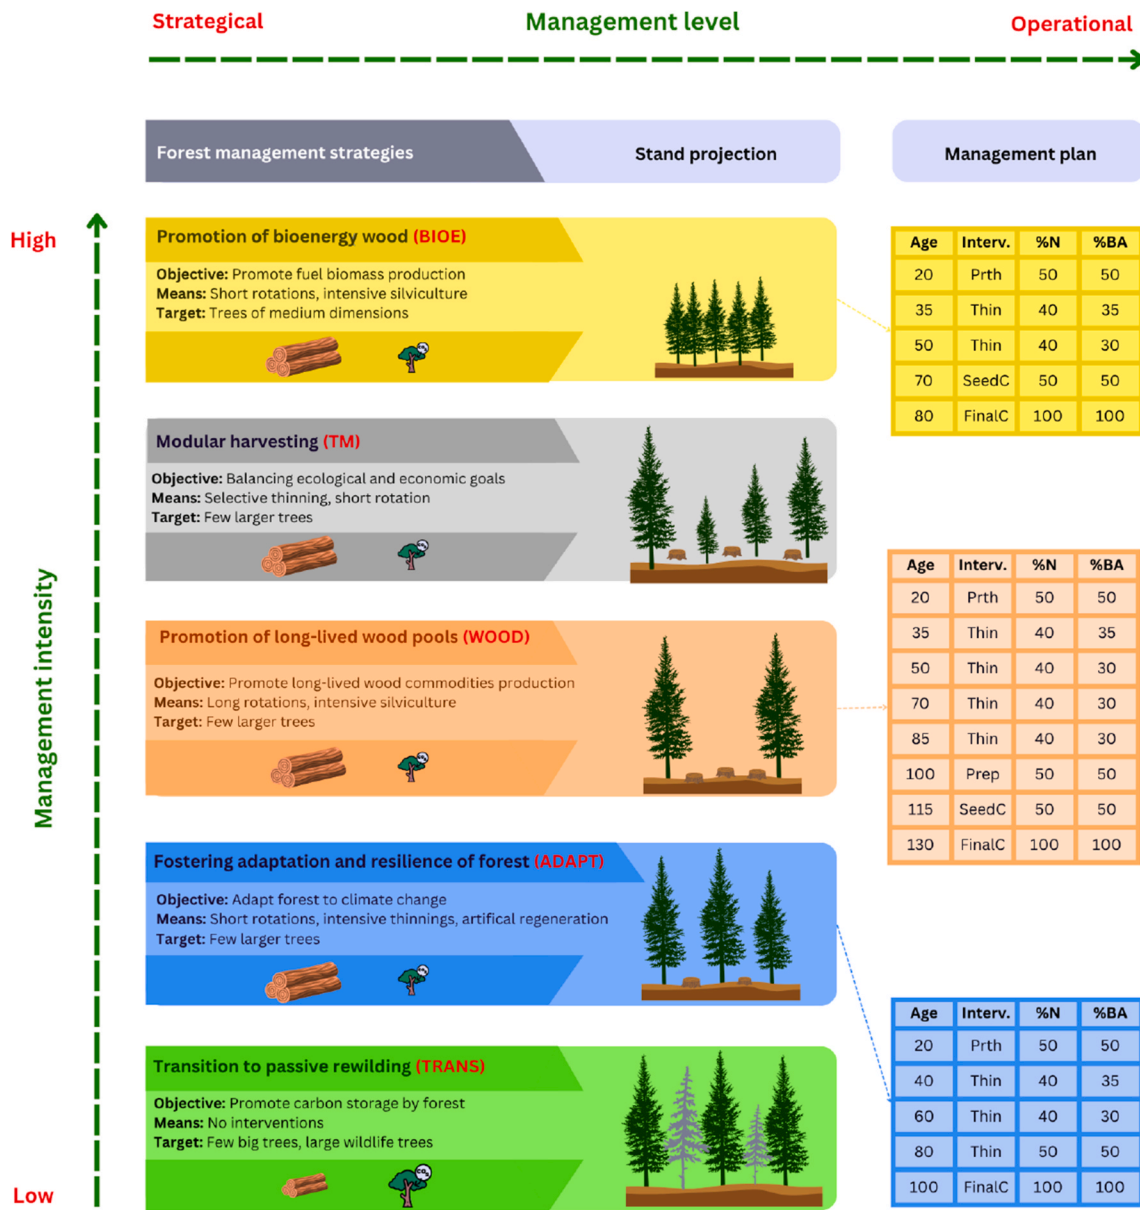 Strategical Management level Operational
Forest management strategies Stand projection Management plan
High
Management intensity
Low
Promotion of bioenergy wood (BIOE)
Objective: Promote fuel biomass production
Means: Short rotations, intensive silviculture
Target: Trees of medium dimensions
Age Interv. %N %BA
20 Prth 50 50
35 Thin 40 35
50 Thin 40 30
70 SeedC 50 50
80 FinalC 100 100
Modular harvesting (TM)
Objective: Balancing ecological and economic goals
Means: Selective thinning, short rotation
Target: Few larger trees
Promotion of long-lived wood pools (WOOD)
Objective: Promote long-lived wood commodities production
Means: Long rotations, intensive silviculture
Target: Few larger trees
Age Interv. %N %BA
20 Prth 50 50
35 Thin 40 35
50 Thin 40 30
70 Thin 40 30
85 Thin 40 30
100 Prep 50 50
115 SeedC 50 50
130 FinalC 100 100
Fostering adaptation and resilience of forest (ADAPT)
Objective: Adapt forest to climate change
Means: Short rotations, intensive thinnings, artifical regeneration
Target: Few larger trees
Age Interv. %N %BA
20 Prth 50 50
40 Thin 40 35
60 Thin 40 30
80 Thin 50 50
100 FinalC 100 100
Transition to passive rewilding (TRANS)
Objective: Promote carbon storage by forest
Means: No interventions
Target: Few big trees, large wildlife trees
CO₂